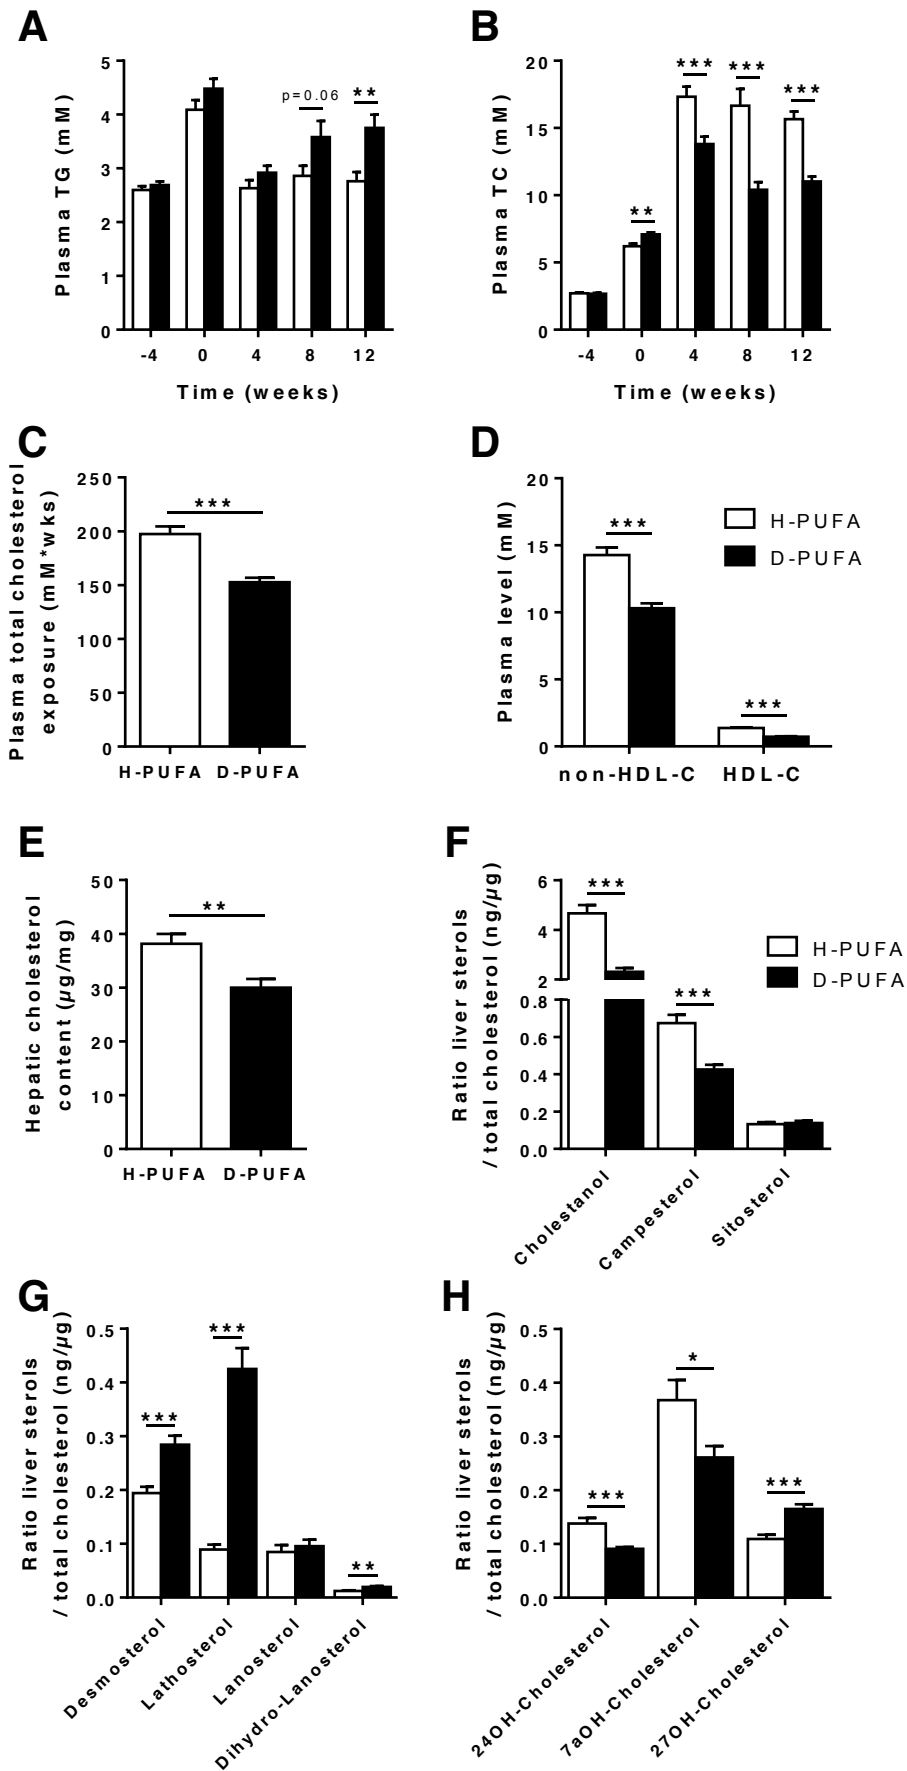 A
Plasma TG (mM)
5
4
3
2
1
0
p=0.06
**
-4
0
4
8
12
Time (weeks)
B
Plasma TC (mM)
20
15
10
5
0
**
***
***
***
-4
0
4
8
12
Time (weeks)
C
Plasma total cholesterol
exposure (mM*wks)
250
200
150
100
50
0
***
H-PUFA
D-PUFA
D
Plasma level (mM)
20
15
10
5
0
***
***
H-PUFA
D-PUFA
non-HDL-C
HDL-C
E
Hepatic cholesterol
content (µg/mg)
50
40
30
20
10
0
**
H-PUFA
D-PUFA
F
Ratio liver sterols
/total cholesterol (ng/µg)
6
4
2
0.8
0.6
0.4
0.2
0.0
***
***
H-PUFA
D-PUFA
Cholestanol
Campesterol
Sitosterol
G
Ratio liver sterols
/total cholesterol (ng/µg)
0.5
0.4
0.3
0.2
0.1
0.0
***
***
**
Desmosterol
Lathosterol
Lanosterol
Dihydro-Lanosterol
H
Ratio liver sterols
/total cholesterol (ng/µg)
0.5
0.4
0.3
0.2
0.1
0.0
***
*
***
24OH-Cholesterol
7aOH-Cholesterol
27OH-Cholesterol